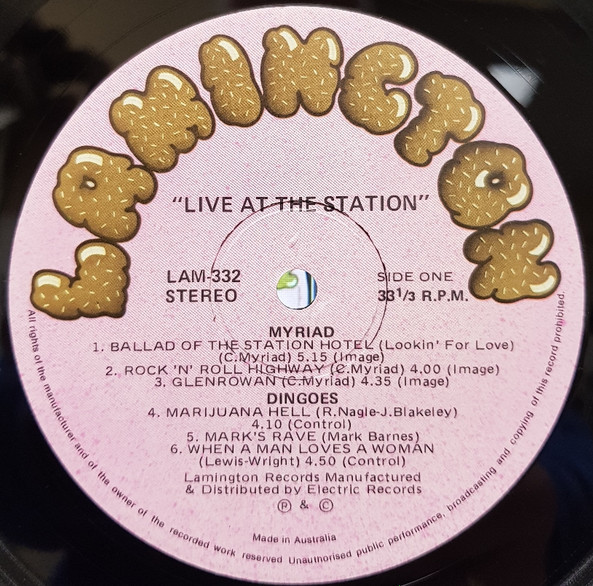 LAMINGTON
"LIVE AT THE STATION"
LAM-332
STEREO
SIDE ONE
33 1/3 R.P.M.
MYRIAD
1. BALLAD OF THE STATION HOTEL (Lookin' For Love)
(C.Myriad) 5.15 (Image)
2. ROCK 'N' ROLL HIGHWAY (C.Myriad) 4.00 (Image)
3. GLENROWAN (C.Myriad) 4.35 (Image)
DINGOES
4. MARIJUANA HELL (R.Nagle-J.Blakeley)
4.10 (Control)
5. MARK'S RAVE (Mark Barnes)
6. WHEN A MAN LOVES A WOMAN
(Lewis-Wright) 4.50 (Control)
Lamington Records Manufactured
& Distributed by Electric Records
Ⓟ & Ⓒ
Made in Australia
All rights of the manufacturer and of the owner of the recorded work reserved Unauthorised public performance, broadcasting and copying of this record prohibited.